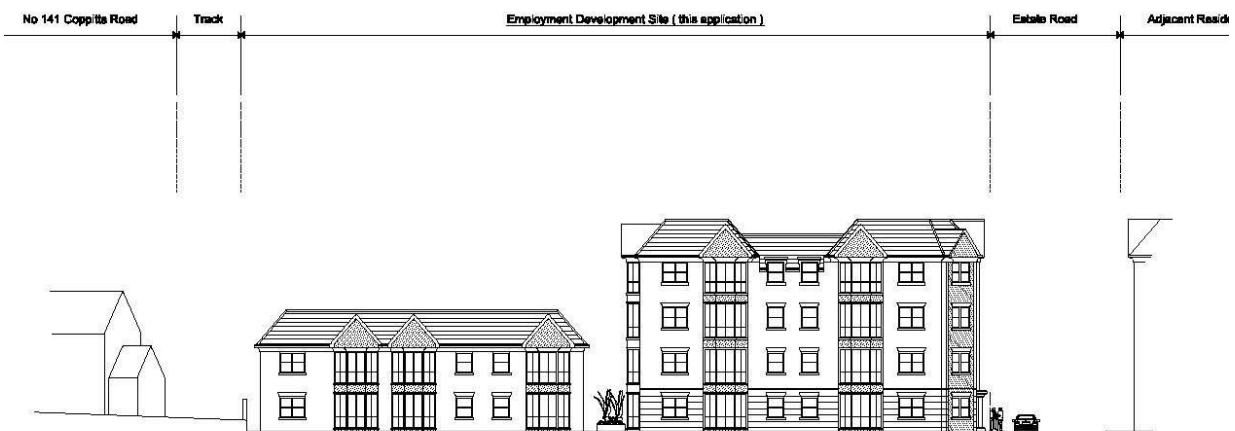 No 141 Coppitts Road
Track
Employment Development Site ( this application )
Estate Road
Adjacent Reside